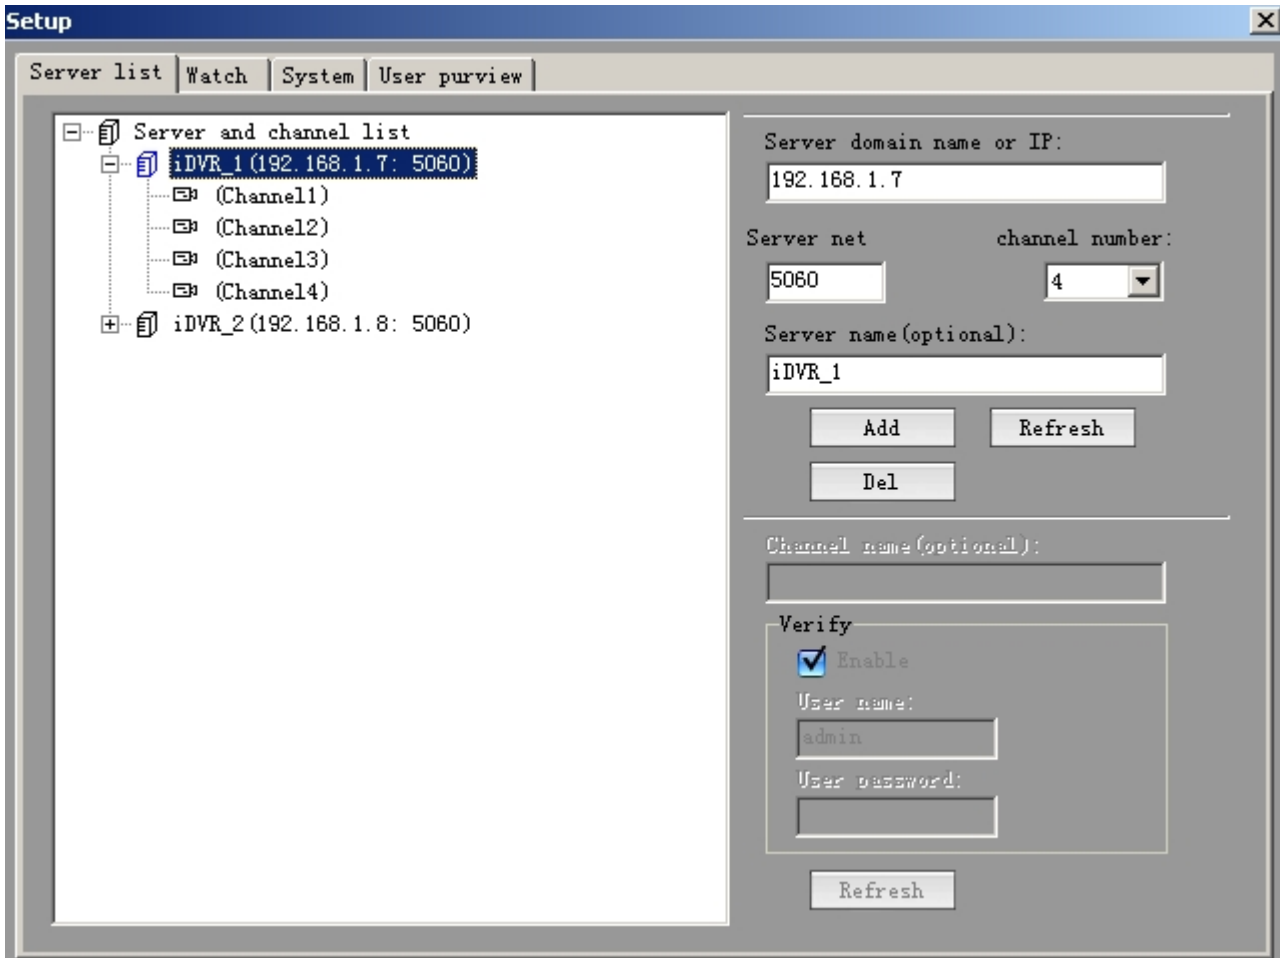 Setup
Server list Watch System User purview
Server and channel list
iDVR_1(192.168.1.7: 5060)
(Channel1)
(Channel2)
(Channel3)
(Channel4)
iDVR_2(192.168.1.8: 5060)
Server domain name or IP:
192.168.1.7
Server net channel number:
5060 4
Server name(optional):
iDVR_1
Add Refresh
Del
Channel name(optional):
Verify
Enable
User name:
admin
User password:
Refresh